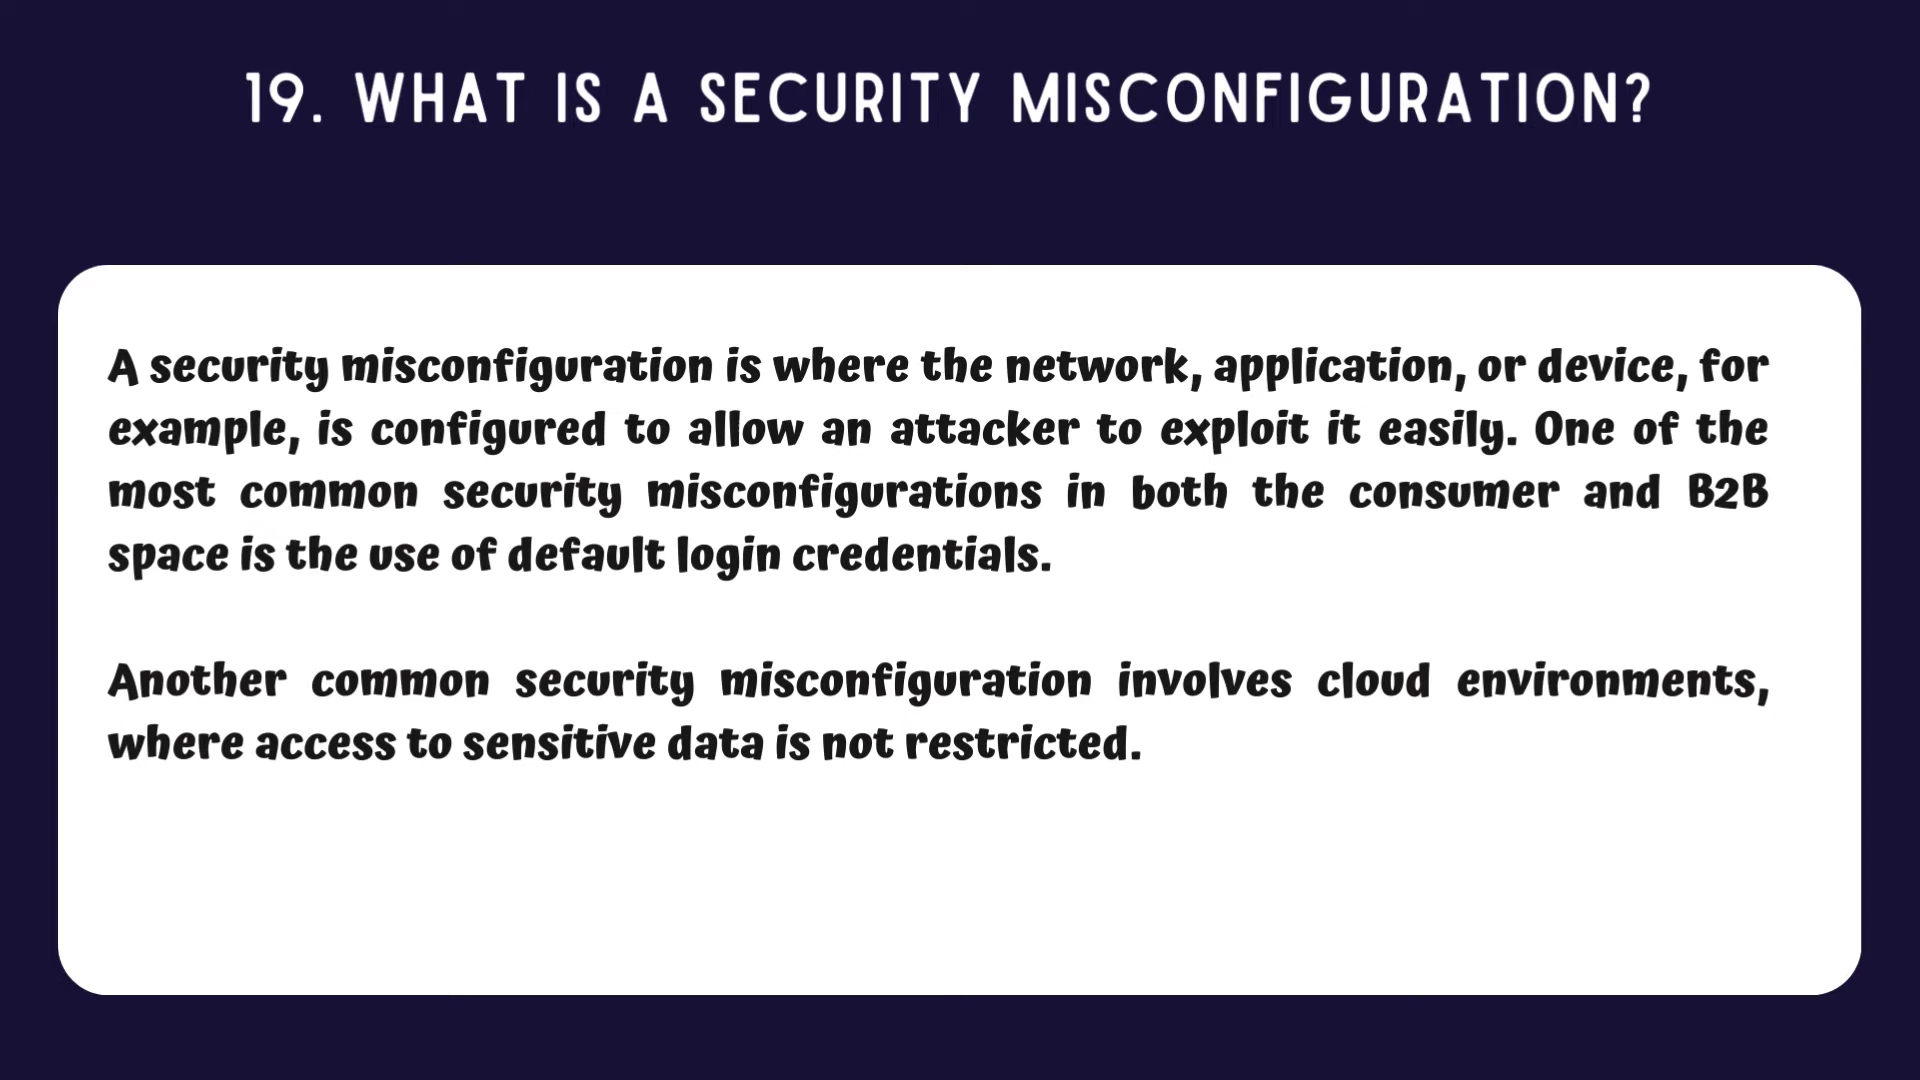 19. WHAT IS A SECURITY MISCONFIGURATION?
A security misconfiguration is where the network, application, or device, for
example, is configured to allow an attacker to exploit it easily. One of the
most common security misconfigurations in both the consumer and B2B
space is the use of default login credentials.
Another common security misconfiguration involves cloud environments,
where access to sensitive data is not restricted.